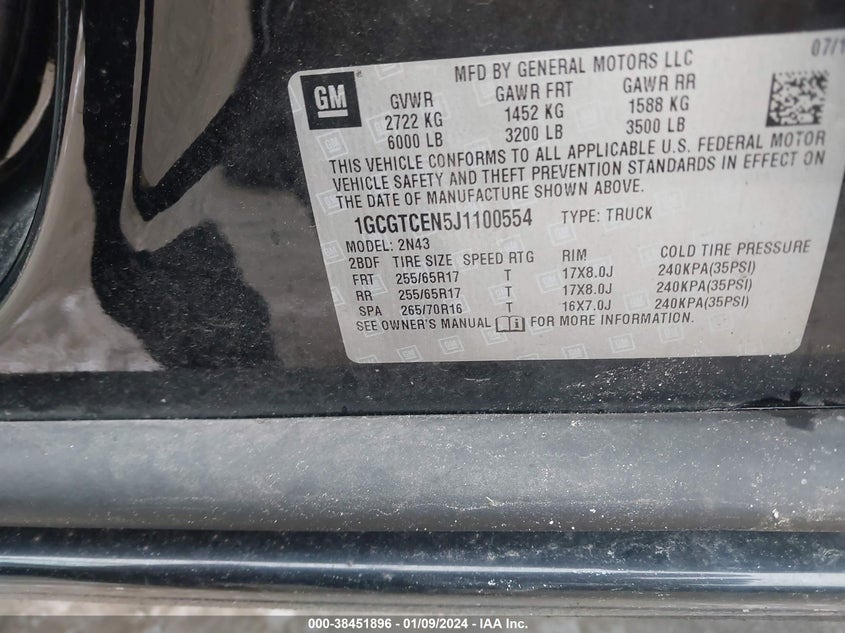 07/1
MFD BY GENERAL MOTORS LLC
GM
GVWR GAWR FRT GAWR RR
2722 KG 1452 KG 1588 KG
6000 LB 3200 LB 3500 LB
THIS VEHICLE CONFORMS TO ALL APPLICABLE U.S. FEDERAL MOTOR
VEHICLE SAFETY AND THEFT PREVENTION STANDARDS IN EFFECT ON
THE DATE OF MANUFACTURE SHOWN ABOVE.
1GCGTCEN5J1100554 TYPE: TRUCK
MODEL: 2N43
2BDF TIRE SIZE SPEED RTG RIM COLD TIRE PRESSURE
FRT 255/65R17 T 17X8.0J 240KPA(35PSI)
RR 255/65R17 T 17X8.0J 240KPA(35PSI)
SPA 265/70R16 T 16X7.0J 240KPA(35PSI)
SEE OWNER'S MANUAL FOR MORE INFORMATION.
000-38451896 - 01/09/2024 - IAA Inc.